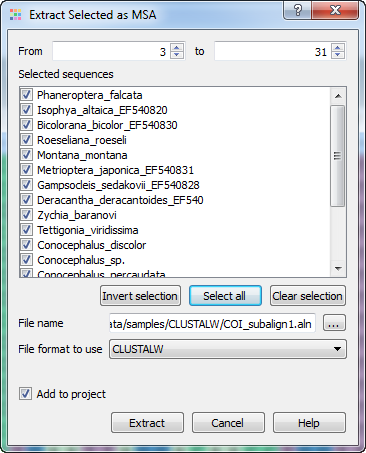 Extract Selected as MSA
From 3 to 31
Selected sequences
Phaneroptera_falcata
Isophya_altaica_EF540820
Bicolorana_bicolor_EF540830
Roeseliana_roeseli
Montana_montana
Metrioptera_japonica_EF540831
Gampsocleis_sedakovii_EF540828
Deracantha_deracantoides_EF540
Zychia_baranovi
Tettigonia_viridissima
Conocephalus_discolor
Conocephalus_sp.
Conocephalus_percaudata
Invert selection Select all Clear selection
File name ata/samples/CLUSTALW/COI_subalign1.aln ...
File format to use CLUSTALW
Add to project
Extract Cancel Help